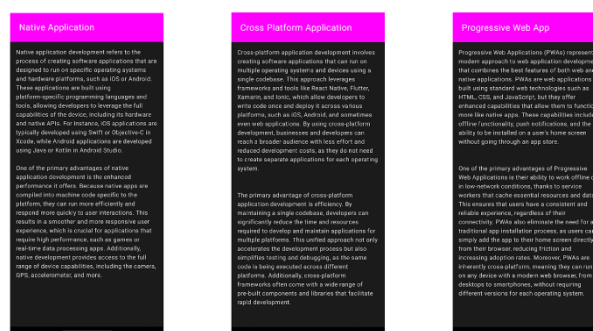 Native Application
Native application development refers to the
process of creating software applications that are
designed to run on specific operating systems
and hardware platforms, such as iOS or Android.
These applications are built using
platform-specific programming languages and
tools, allowing developers to leverage the full
capabilities of the device, including its hardware
and native APIs. For instance, iOS applications are
typically developed using Swift or Objective-C in
Xcode, while Android applications are developed
using Java or Kotlin in Android Studio.
One of the primary advantages of native
application development is the enhanced
performance it offers. Because native apps are
compiled into machine code specific to the
platform, they can run more efficiently and
respond more quickly to user interactions. This
results in a smoother and more responsive user
experience, which is crucial for applications that
require high performance, such as games or
real-time data processing apps. Additionally,
native development provides access to the full
range of device capabilities, including the camera,
GPS, accelerometer, and more.
Cross Platform Application
Cross-platform application development involves
creating software applications that can run on
multiple operating systems and devices using a
single codebase. This approach leverages
frameworks and tools like React Native, Flutter,
Xamarin, and Ionic, which allow developers to
write code once and deploy it across various
platforms, such as iOS, Android, and sometimes
even web applications. By using cross-platform
development, businesses and developers can
reach a broader audience with less effort and
reduced development costs, as they do not need
to create separate applications for each operating
system.
The primary advantage of cross-platform
application development is efficiency. By
maintaining a single codebase, developers can
significantly reduce the time and resources
required to develop and maintain applications for
multiple platforms. This unified approach not only
accelerates the development process but also
simplifies testing and debugging, as the same
code is being executed across different
platforms. Additionally, cross-platform
frameworks often come with a wide range of
pre-built components and libraries that facilitate
rapid development.
Progressive Web App
Progressive Web Applications (PWAs) represent
modern approach to web application development
that combines the best features of both web and
native applications. PWAs are web applications
built using standard web technologies such as
HTML, CSS, and JavaScript, but they offer
enhanced capabilities that allow them to
more like native apps. These capabilities include
offline functionality, push notifications, and the
ability to be installed on a user's home screen
without going through an app store.
One of the primary advantages of Progressive
Web Applications is their ability to work offline
in low-network conditions, thanks to service
workers that cache essential resources and
This ensures that users have a consistent and
reliable experience, regardless of their
connectivity. PWAs also eliminate the need for a
traditional app installation process, as users
simply add the app to their home screen directly
from their browser, reducing friction and
increasing adoption rates. Moreover, PWAs are
inherently cross-platform, meaning they can run
on any device with a modern web browser, from
desktops to smartphones, without requiring
different versions for each operating system.